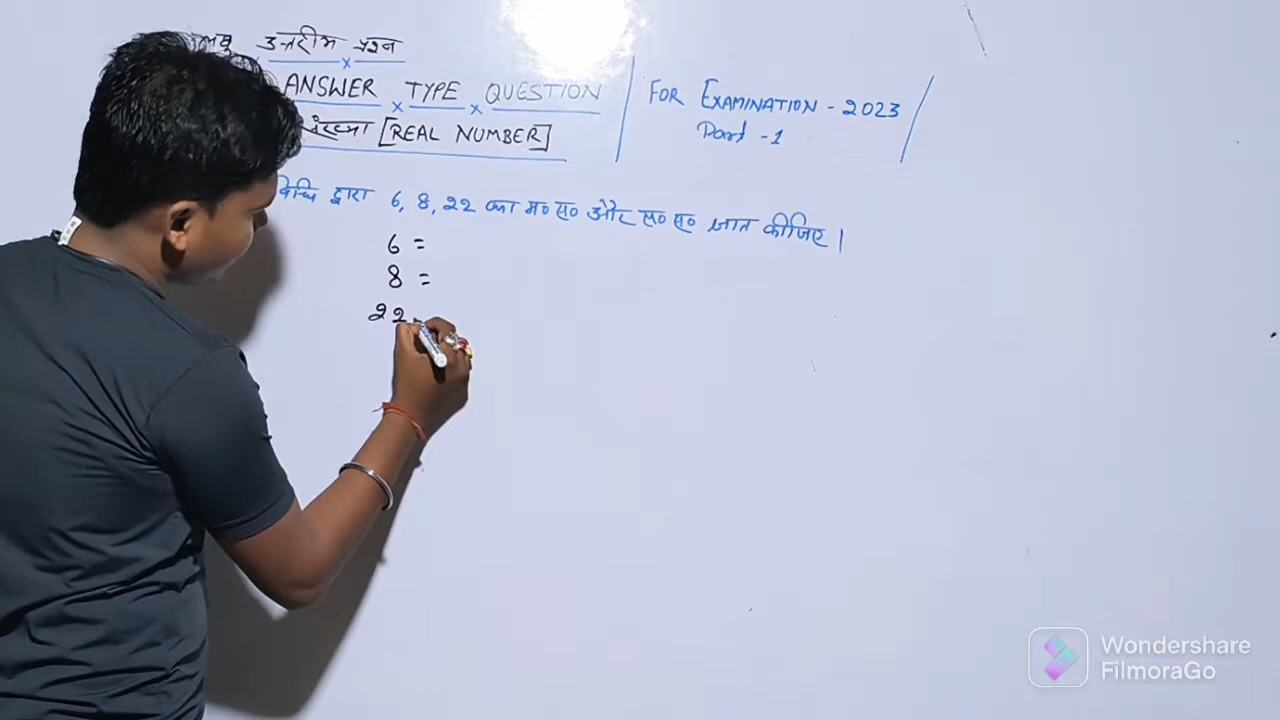 लघु उत्तरीय प्रश्न
ANSWER TYPE QUESTION
[REAL NUMBER]
FOR EXAMINATION - 2023
Part -1
द्वारा 6, 8, 22 का म० स० और ल० स० ज्ञात कीजिए।
6 =
8 =
22
Wondershare
FilmoraGo